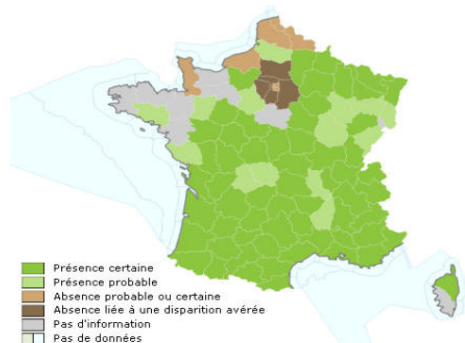 Présence certaine
Présence probable
Absence probable ou certaine
Absence liée à une disparition avérée
Pas d'information
Pas de données